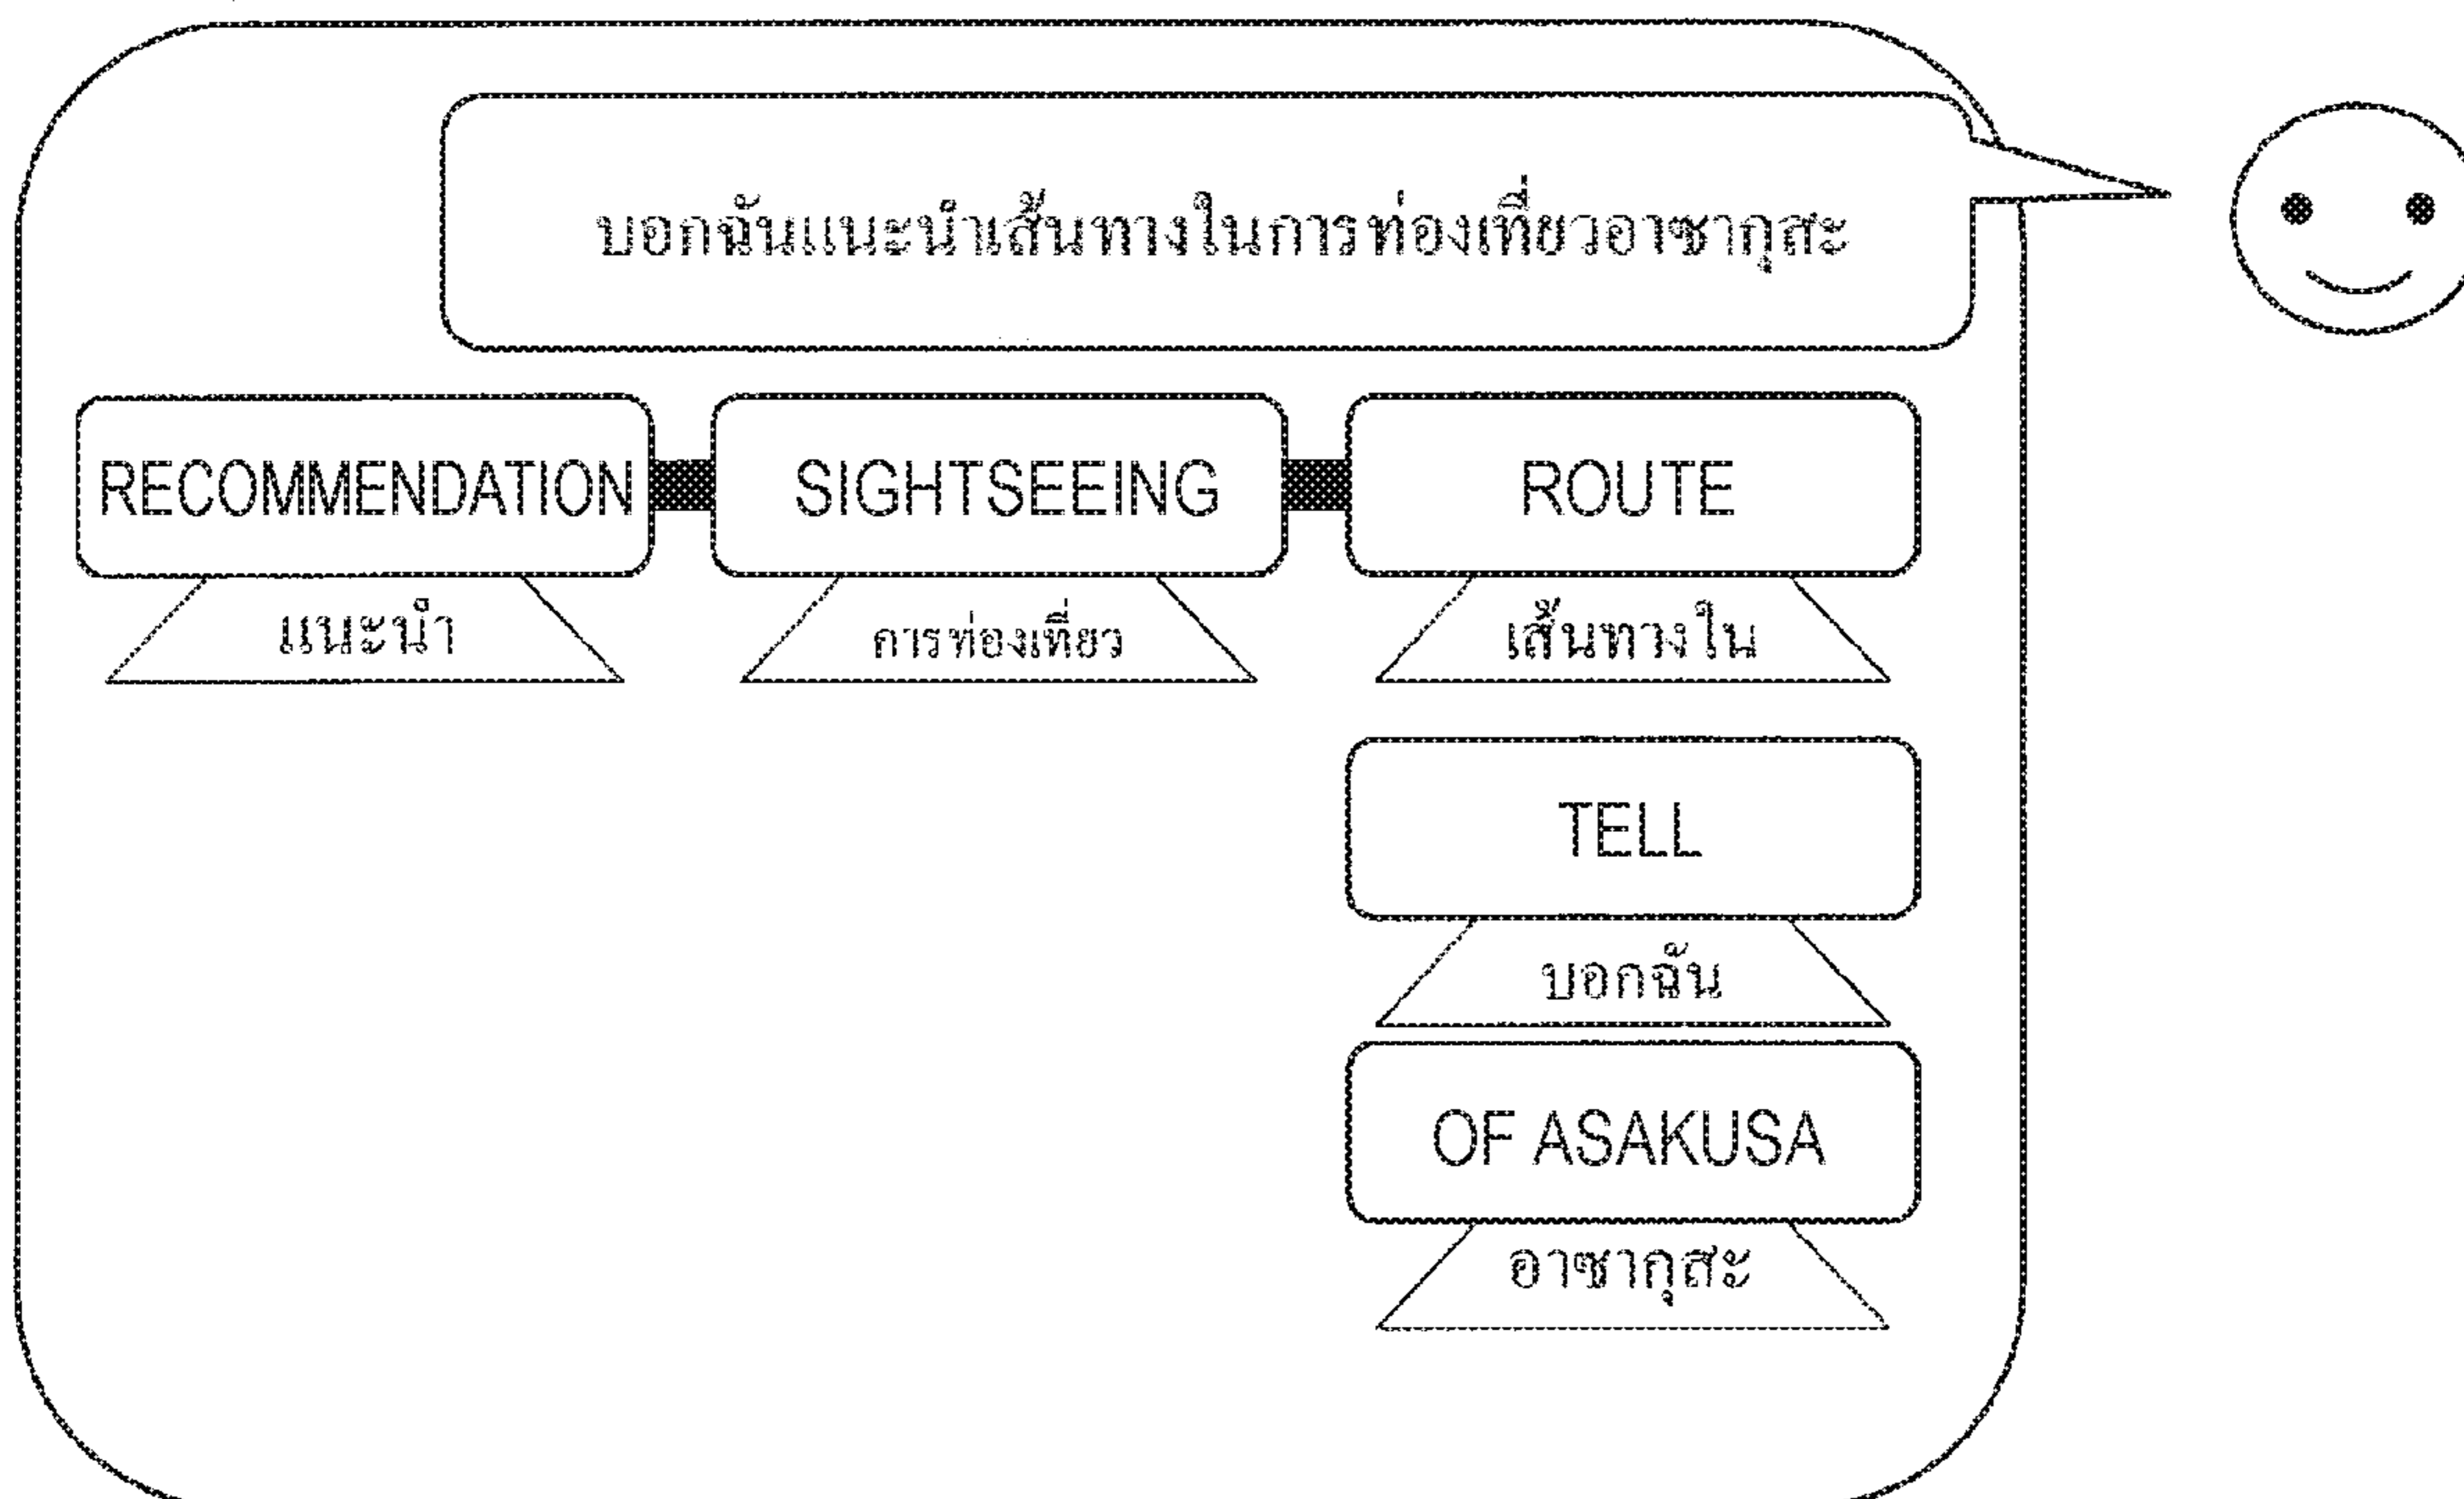 บอกฉันแนะนำเส้นทางในการท่องเที่ยวอาซากุสะ
RECOMMENDATION SIGHTSEEING ROUTE
แนะนำ การท่องเที่ยว เส้นทางใน
TELL
บอกฉัน
OF ASAKUSA
อาซากุสะ